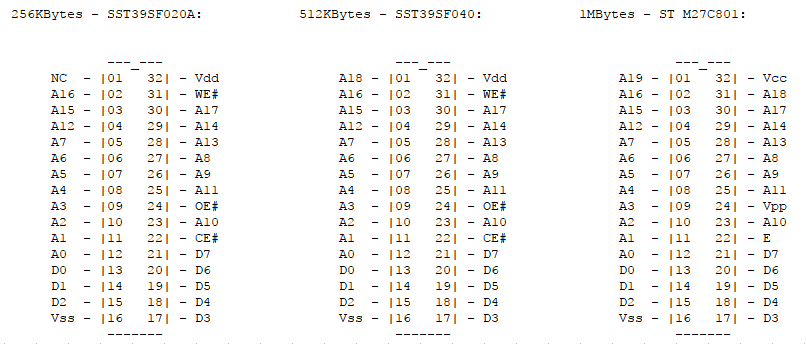 256KBytes - SST39SF020A:            512KBytes - SST39SF040:            1MBytes - ST M27C801:
            ---_---                             ---_---                            ---_---
     NC  - |01   32| - Vdd               A18 - |01   32| - Vdd              A19 - |01   32| - Vcc
     A16 - |02   31| - WE#               A16 - |02   31| - WE#              A16 - |02   31| - A18
     A15 - |03   30| - A17               A15 - |03   30| - A17              A15 - |03   30| - A17
     A12 - |04   29| - A14               A12 - |04   29| - A14              A12 - |04   29| - A14
     A7  - |05   28| - A13               A7  - |05   28| - A13              A7  - |05   28| - A13
     A6  - |06   27| - A8                A6  - |06   27| - A8               A6  - |06   27| - A8
     A5  - |07   26| - A9                A5  - |07   26| - A9               A5  - |07   26| - A9
     A4  - |08   25| - A11               A4  - |08   25| - A11              A4  - |08   25| - A11
     A3  - |09   24| - OE#               A3  - |09   24| - OE#              A3  - |09   24| - Vpp
     A2  - |10   23| - A10               A2  - |10   23| - A10              A2  - |10   23| - A10
     A1  - |11   22| - CE#               A1  - |11   22| - CE#              A1  - |11   22| - E
     A0  - |12   21| - D7                A0  - |12   21| - D7               A0  - |12   21| - D7
     D0  - |13   20| - D6                D0  - |13   20| - D6               D0  - |13   20| - D6
     D1  - |14   19| - D5                D1  - |14   19| - D5               D1  - |14   19| - D5
     D2  - |15   18| - D4                D2  - |15   18| - D4               D2  - |15   18| - D4
     Vss - |16   17| - D3                Vss - |16   17| - D3               Vss - |16   17| - D3
            -------                             -------                            -------